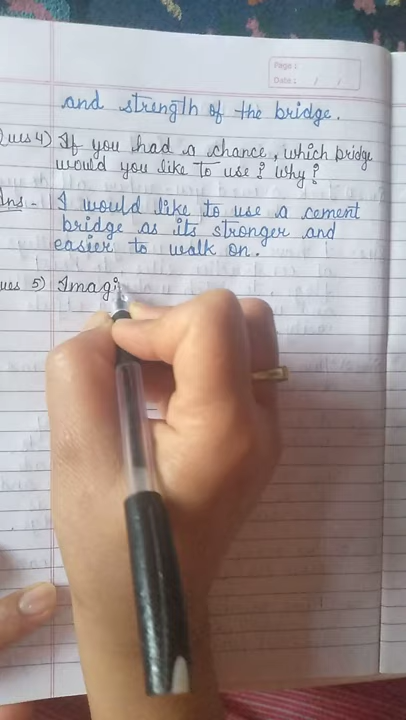 Page:
Date: / /
and strength of the bridge.
Ques 4) If you had a chance, which bridge
would you like to use? Why?
Ans - I would like to use a cement
bridge as its stronger and
easier to walk on.
Ques 5) Imagi